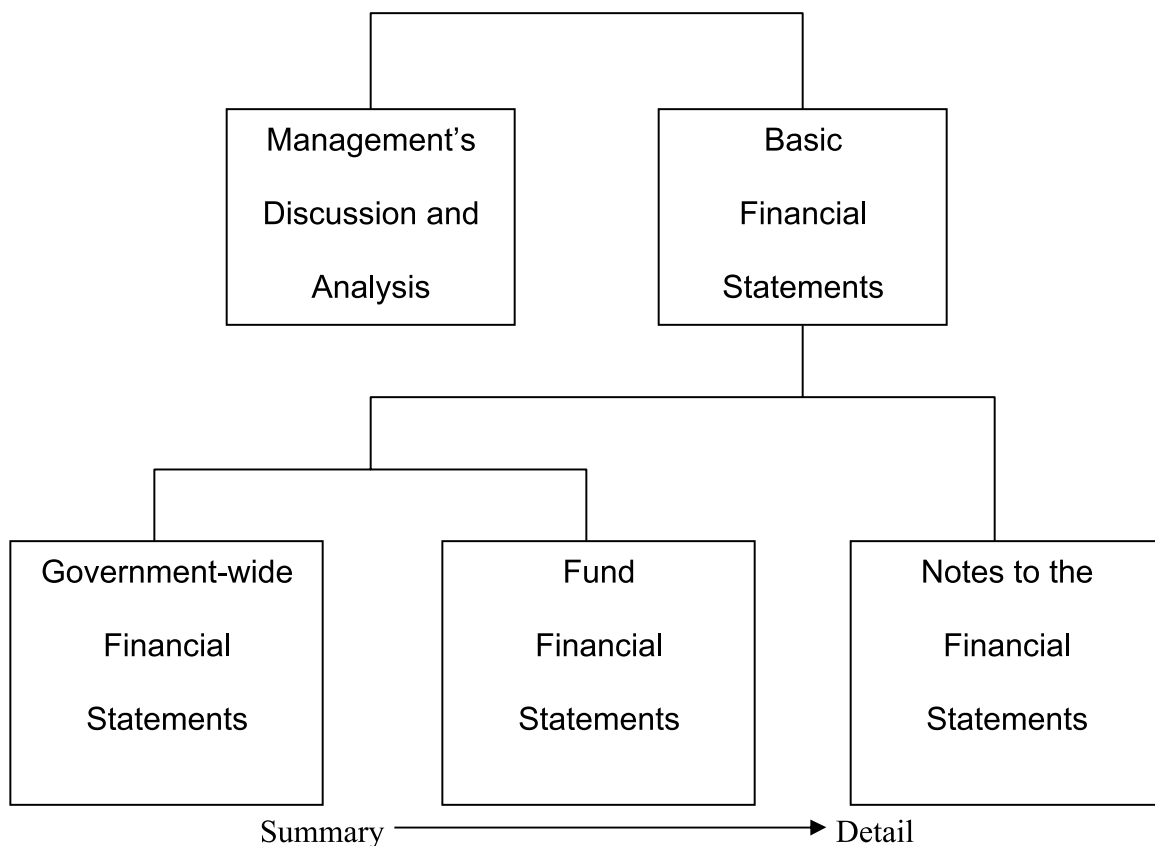 Management’s
Discussion and
Analysis
Basic
Financial
Statements
Government-wide
Financial
Statements
Fund
Financial
Statements
Notes to the
Financial
Statements
Summary
Detail